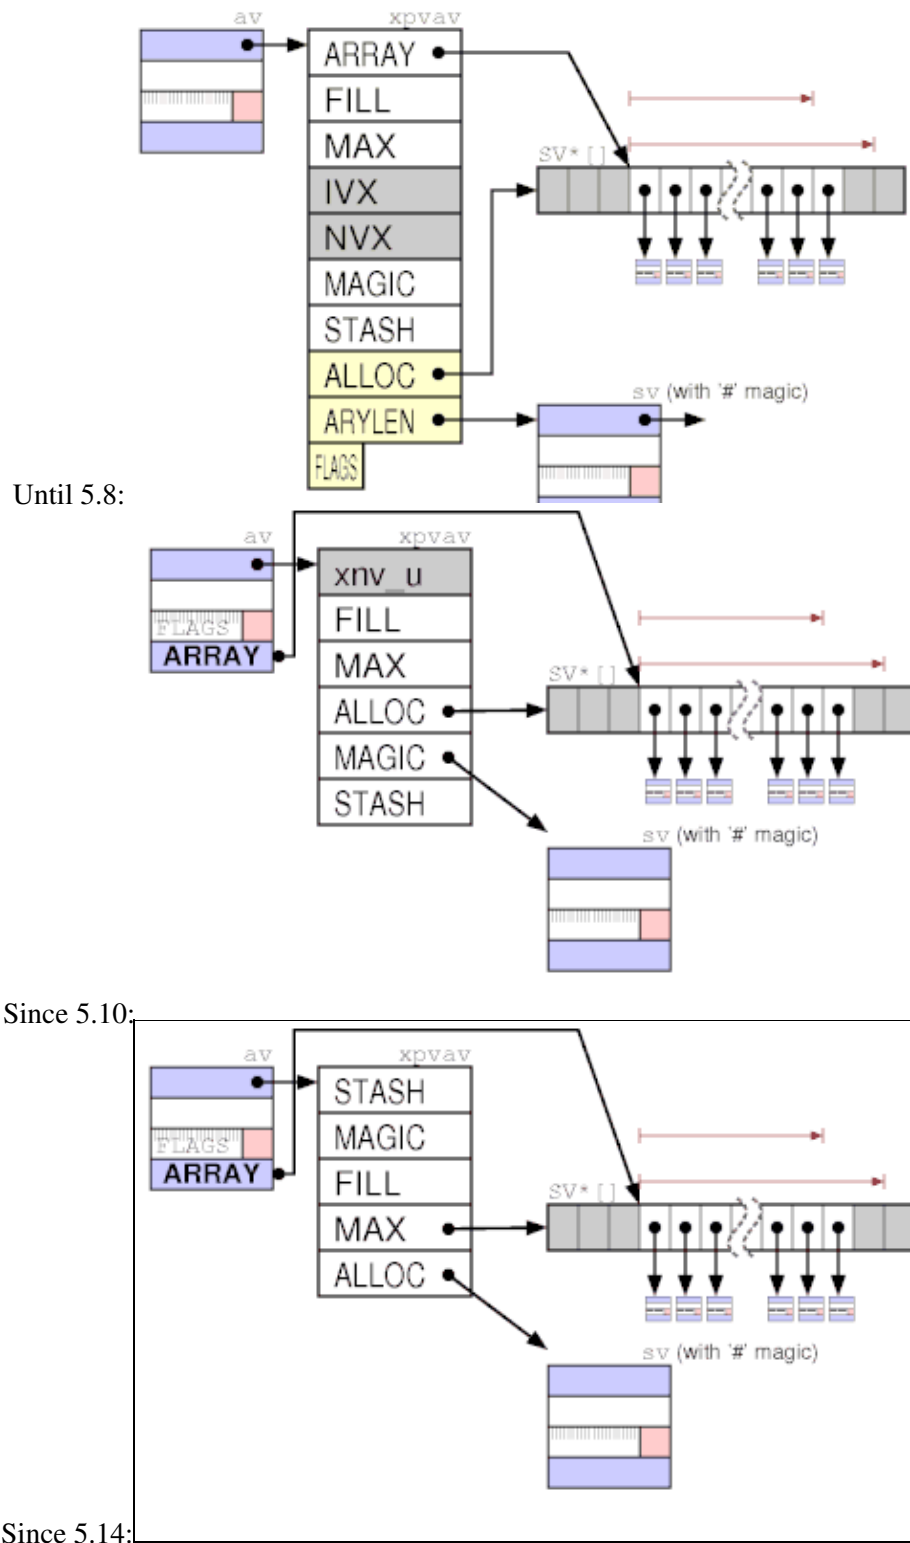 av xpvav
ARRAY
FILL
MAX
IVX
SV*[]
NVX
MAGIC
STASH
ALLOC
sv (with '#' magic)
ARYLEN
FLAGS
Until 5.8:
av xpvav
xnv_u
FILL
FLAGS
ARRAY
MAX
SV*[]
ALLOC
MAGIC
STASH
sv (with '#' magic)
Since 5.10:
av xpvav
STASH
MAGIC
FLAGS
ARRAY
FILL
SV*[]
MAX
ALLOC
sv (with '#' magic)
Since 5.14: